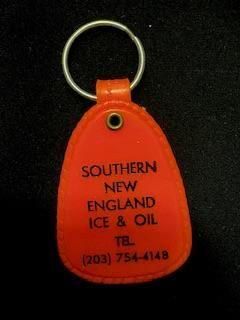 SOUTHERN
NEW
ENGLAND
ICE & OIL
TEL.
(203) 754-4148